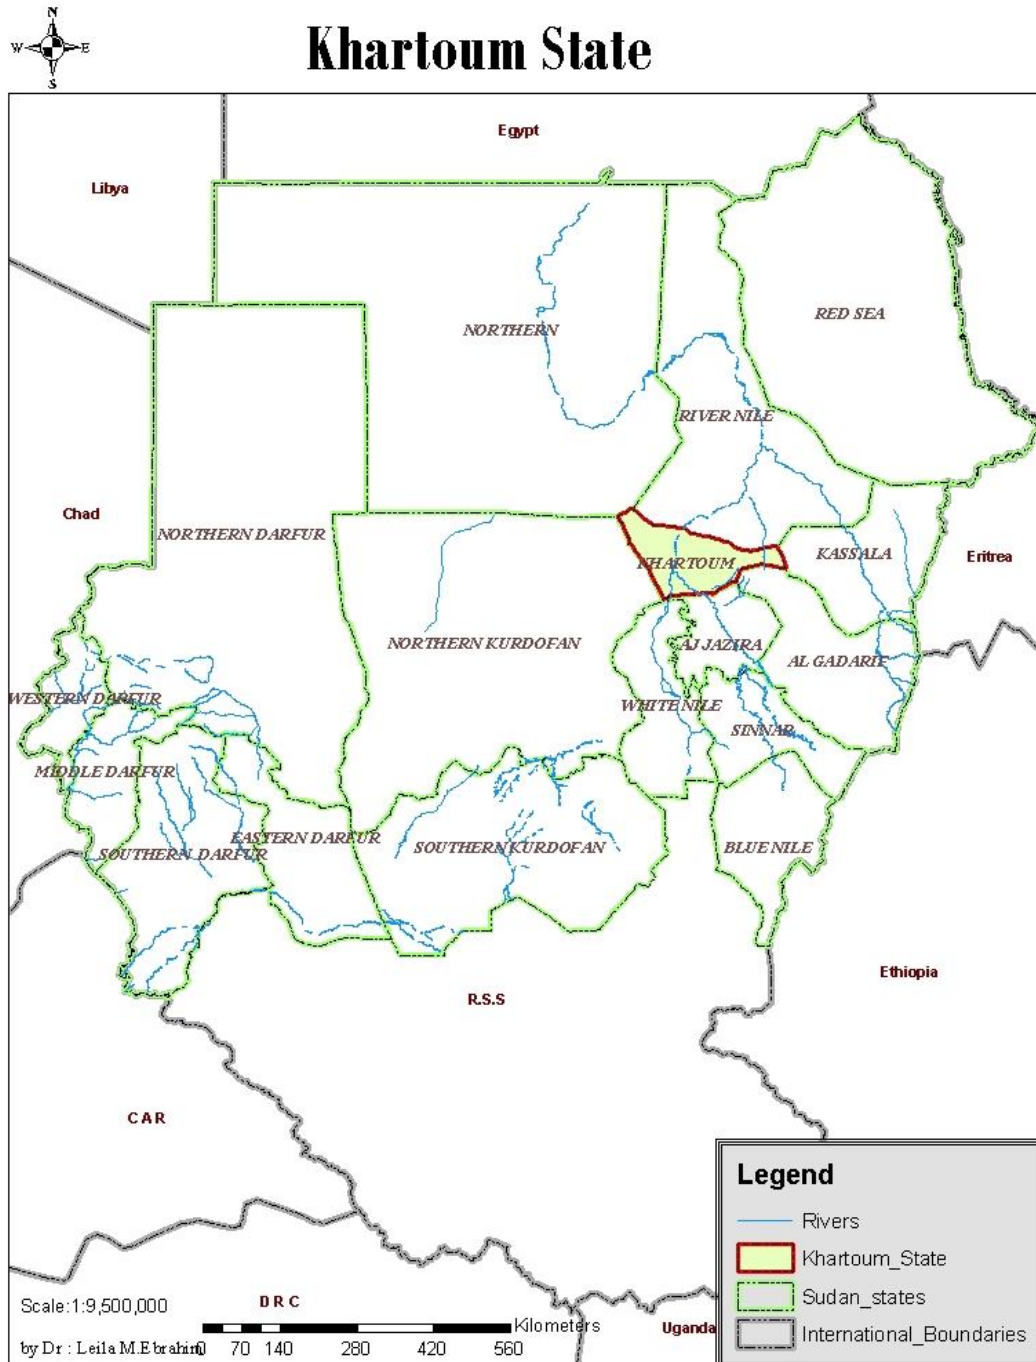 N
Khartoum State
W E
S
Egypt
Libya
RED SEA
NORTHERN
RIVER NILE
Chad
NORTHERN DARFUR
KASSALA
Eritrea
KHARTOUM
NORTHERN KURDOFAN
AJ JAZIRA
AL GADARIF
WESTERN DARFUR
WHITE NILE
SINNAR
MIDDLE DARFUR
EASTERN DARFUR
SOUTHERN DARFUR
SOUTHERN KURDOFAN
BLUE NILE
Ethiopia
R.S.S
C A R
Legend
Rivers
Khartoum_State
Sudan_states
International_Boundaries
Scale:1:9,500,000
D R C
Kilometers
Uganda
by Dr : Leila M.Ebrahim
0 70 140 280 420 560